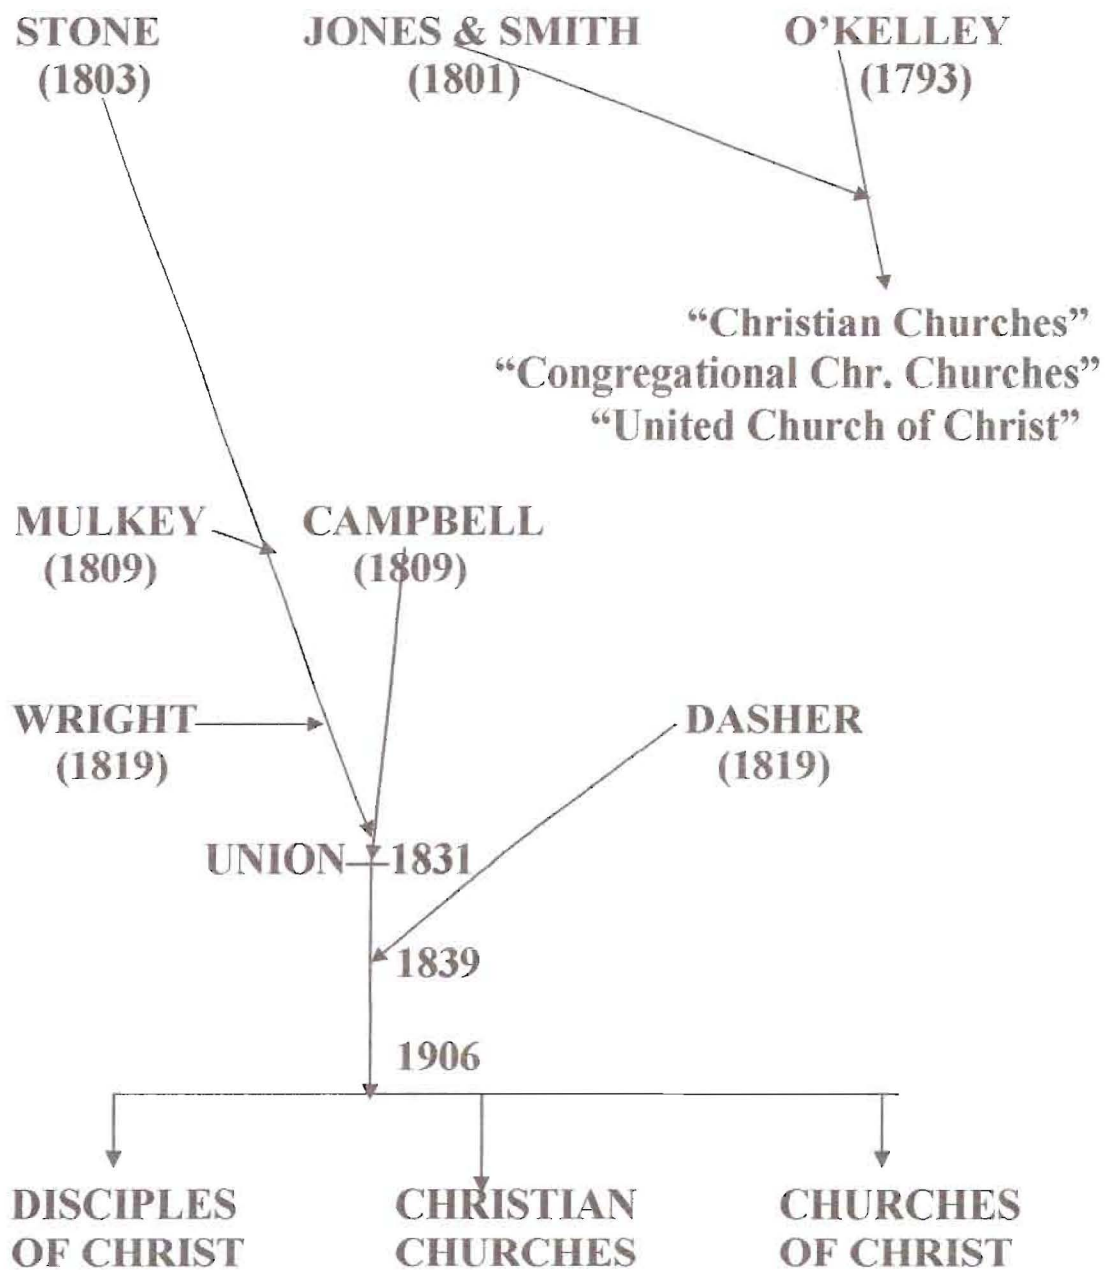 STONE JONES & SMITH O'KELLEY
(1803) (1801) (1793)
“Christian Churches”
“Congregational Chr. Churches”
“United Church of Christ”
MULKEY CAMPBELL
(1809) (1809)
WRIGHT DASHER
(1819) (1819)
UNION 1831
1839
1906
DISCIPLES CHRISTIAN CHURCHES
OF CHRIST CHURCHES OF CHRIST